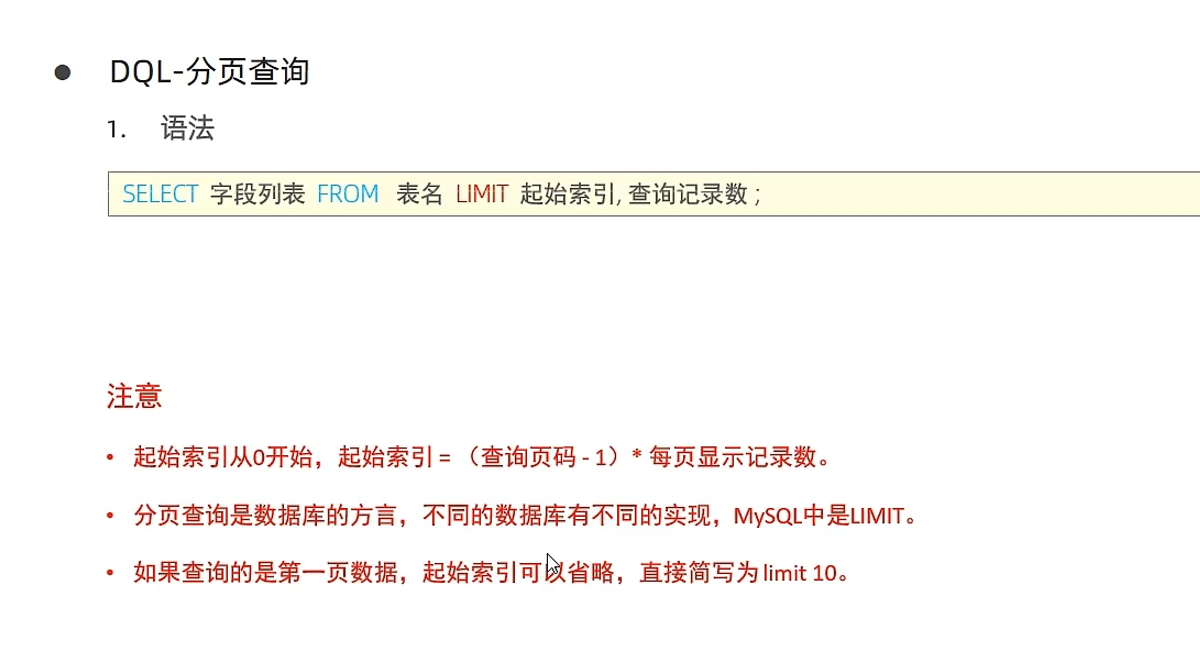 ● DQL-分页查询
1. 语法
SELECT 字段列表 FROM 表名 LIMIT 起始索引, 查询记录数 ;
注意
• 起始索引从0开始，起始索引 = （查询页码 - 1）* 每页显示记录数。
• 分页查询是数据库的方言，不同的数据库有不同的实现，MySQL中是LIMIT。
• 如果查询的是第一页数据，起始索引可以省略，直接简写为 limit 10。